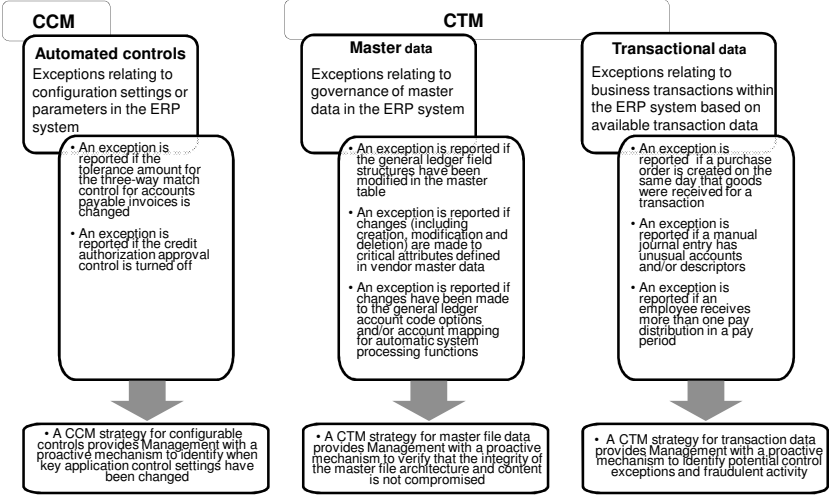 CCM
CTM
Automated controls
Exceptions relating to
configuration settings or
parameters in the ERP
system
• An exception is
reported if the
tolerance amount for
the three-way match
control for accounts
payable invoices is
changed
• An exception is
reported if the credit
authorization approval
control is turned off
• A CCM strategy for configurable
controls provides Management with a
proactive mechanism to identify when
key application control settings have
been changed
Master data
Exceptions relating to
governance of master
data in the ERP system
• An exception is reported if
the general ledger field
structures have been
modified in the master
table
• An exception is reported if
changes (including
creation, modification and
deletion) are made to
critical attributes defined
in vendor master data
• An exception is reported if
changes have been made
to the general ledger
account code options
and/or account mapping
for automatic system
processing functions
• A CTM strategy for master file data
provides Management with a proactive
mechanism to verify that the integrity of
the master file architecture and content
is not compromised
Transactional data
Exceptions relating to
business transactions within
the ERP system based on
available transaction data
• An exception is
reported if a purchase
order is created on the
same day that goods
were received for a
transaction
• An exception is
reported if a manual
journal entry has
unusual accounts
and/or descriptors
• An exception is
reported if an
employee receives
more than one pay
distribution in a pay
period
• A CTM strategy for transaction data
provides Management with a proactive
mechanism to identify potential control
exceptions and fraudulent activity